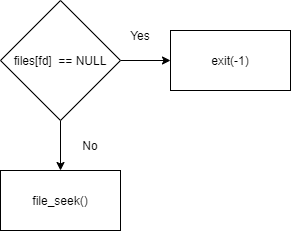 files[fd]  == NULL
Yes
exit(-1)
No
file_seek()